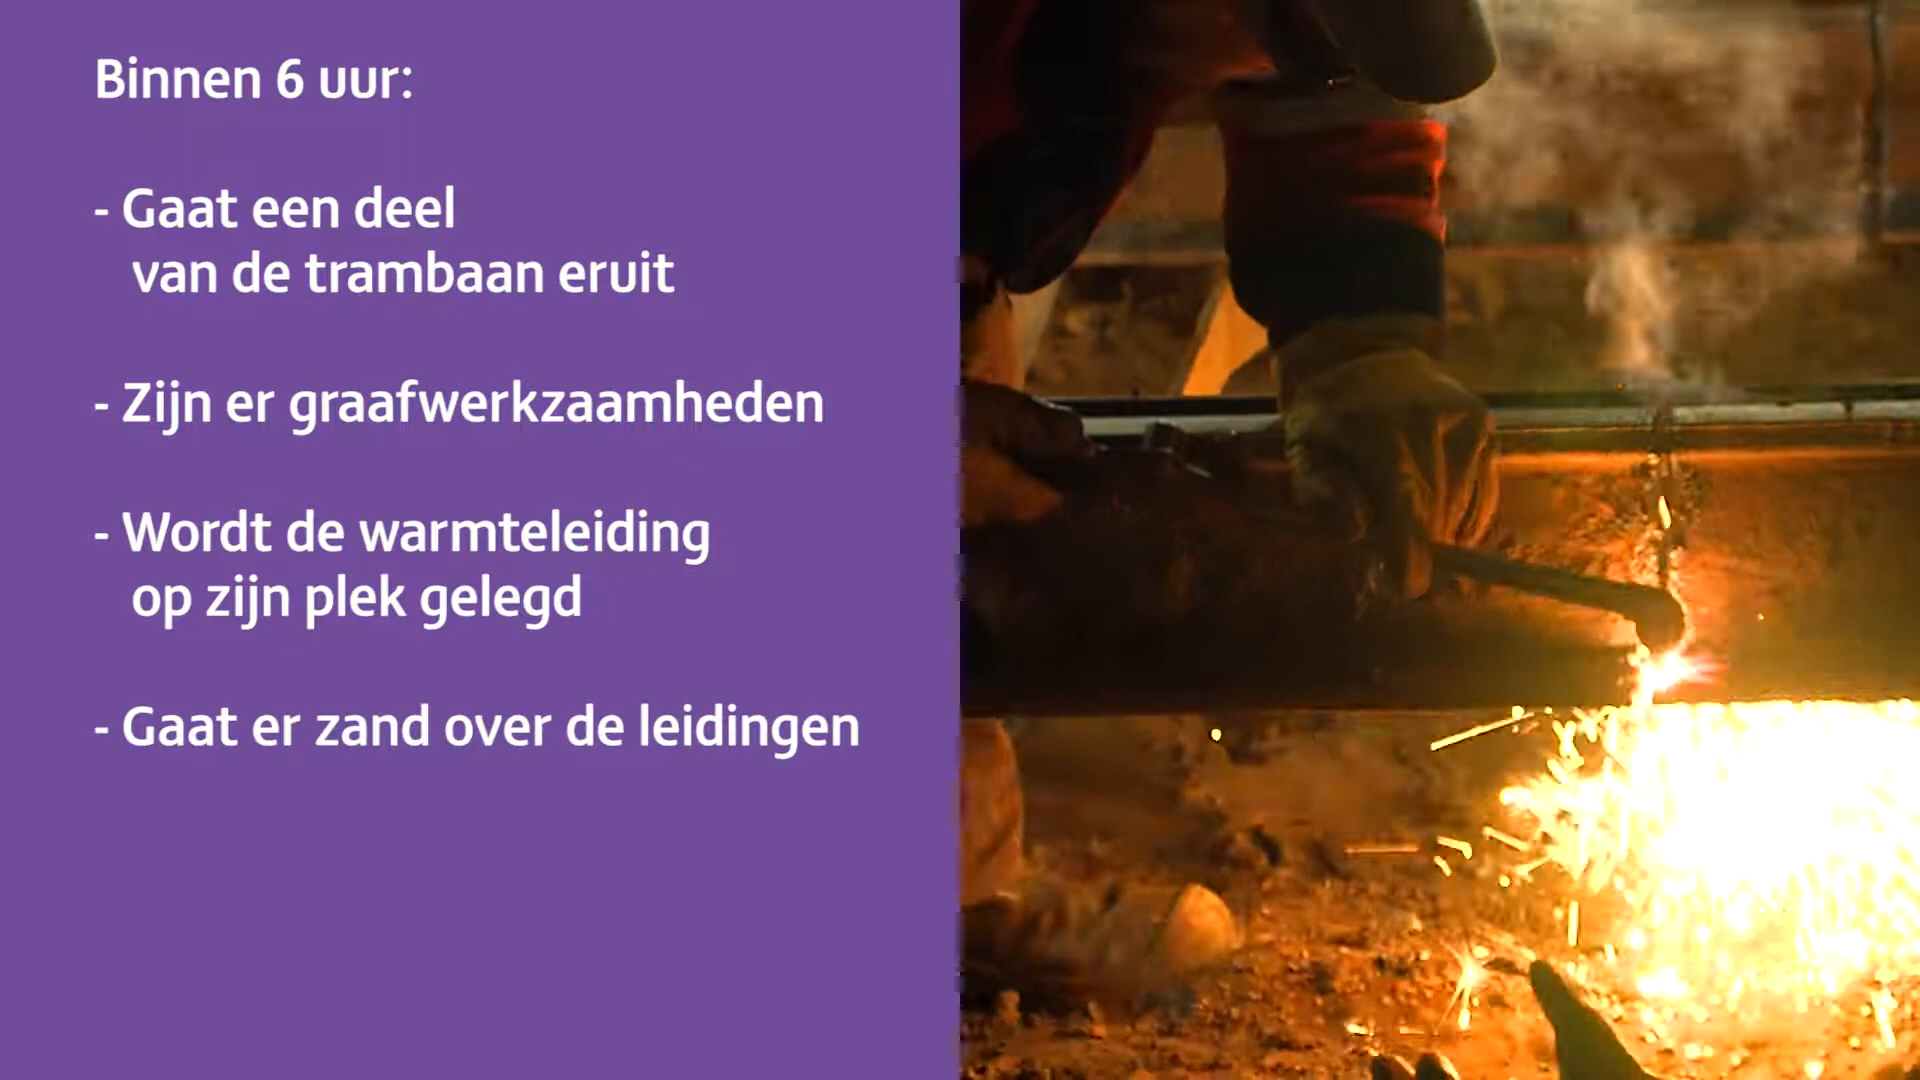 Binnen 6 uur:
- Gaat een deel
van de trambaan eruit
- Zijn er graafwerkzaamheden
- Wordt de warmteleiding
op zijn plek gelegd
- Gaat er zand over de leidingen